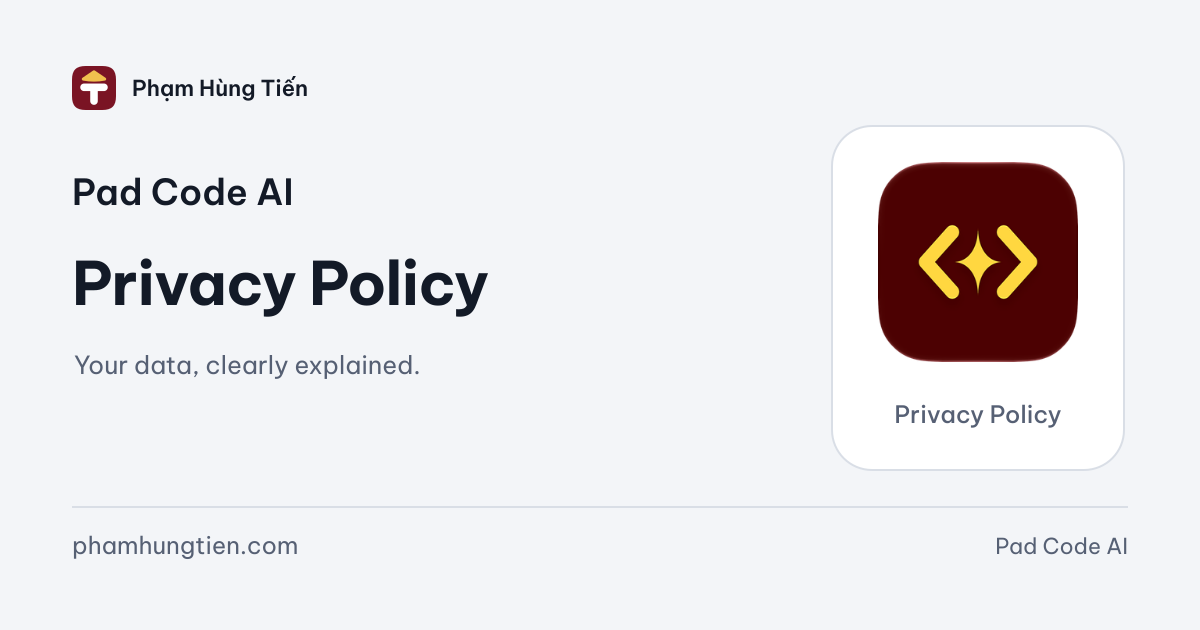 Phạm Hùng Tiến
Pad Code AI
Privacy Policy
Your data, clearly explained.
Privacy Policy
phamhungtien.com
Pad Code AI